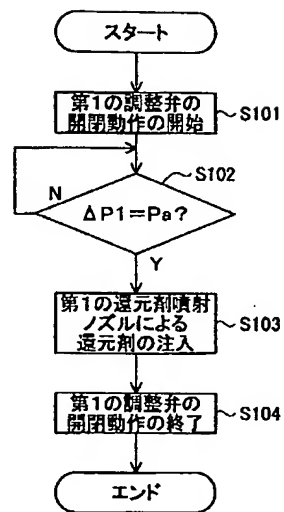 スタート
第1の調整弁の
開閉動作の開始
S101
S102
N
ΔP1=Pa?
Y
第1の還元剤噴射
ノズルによる
還元剤の注入
S103
第1の調整弁の
開閉動作の終了
S104
エンド